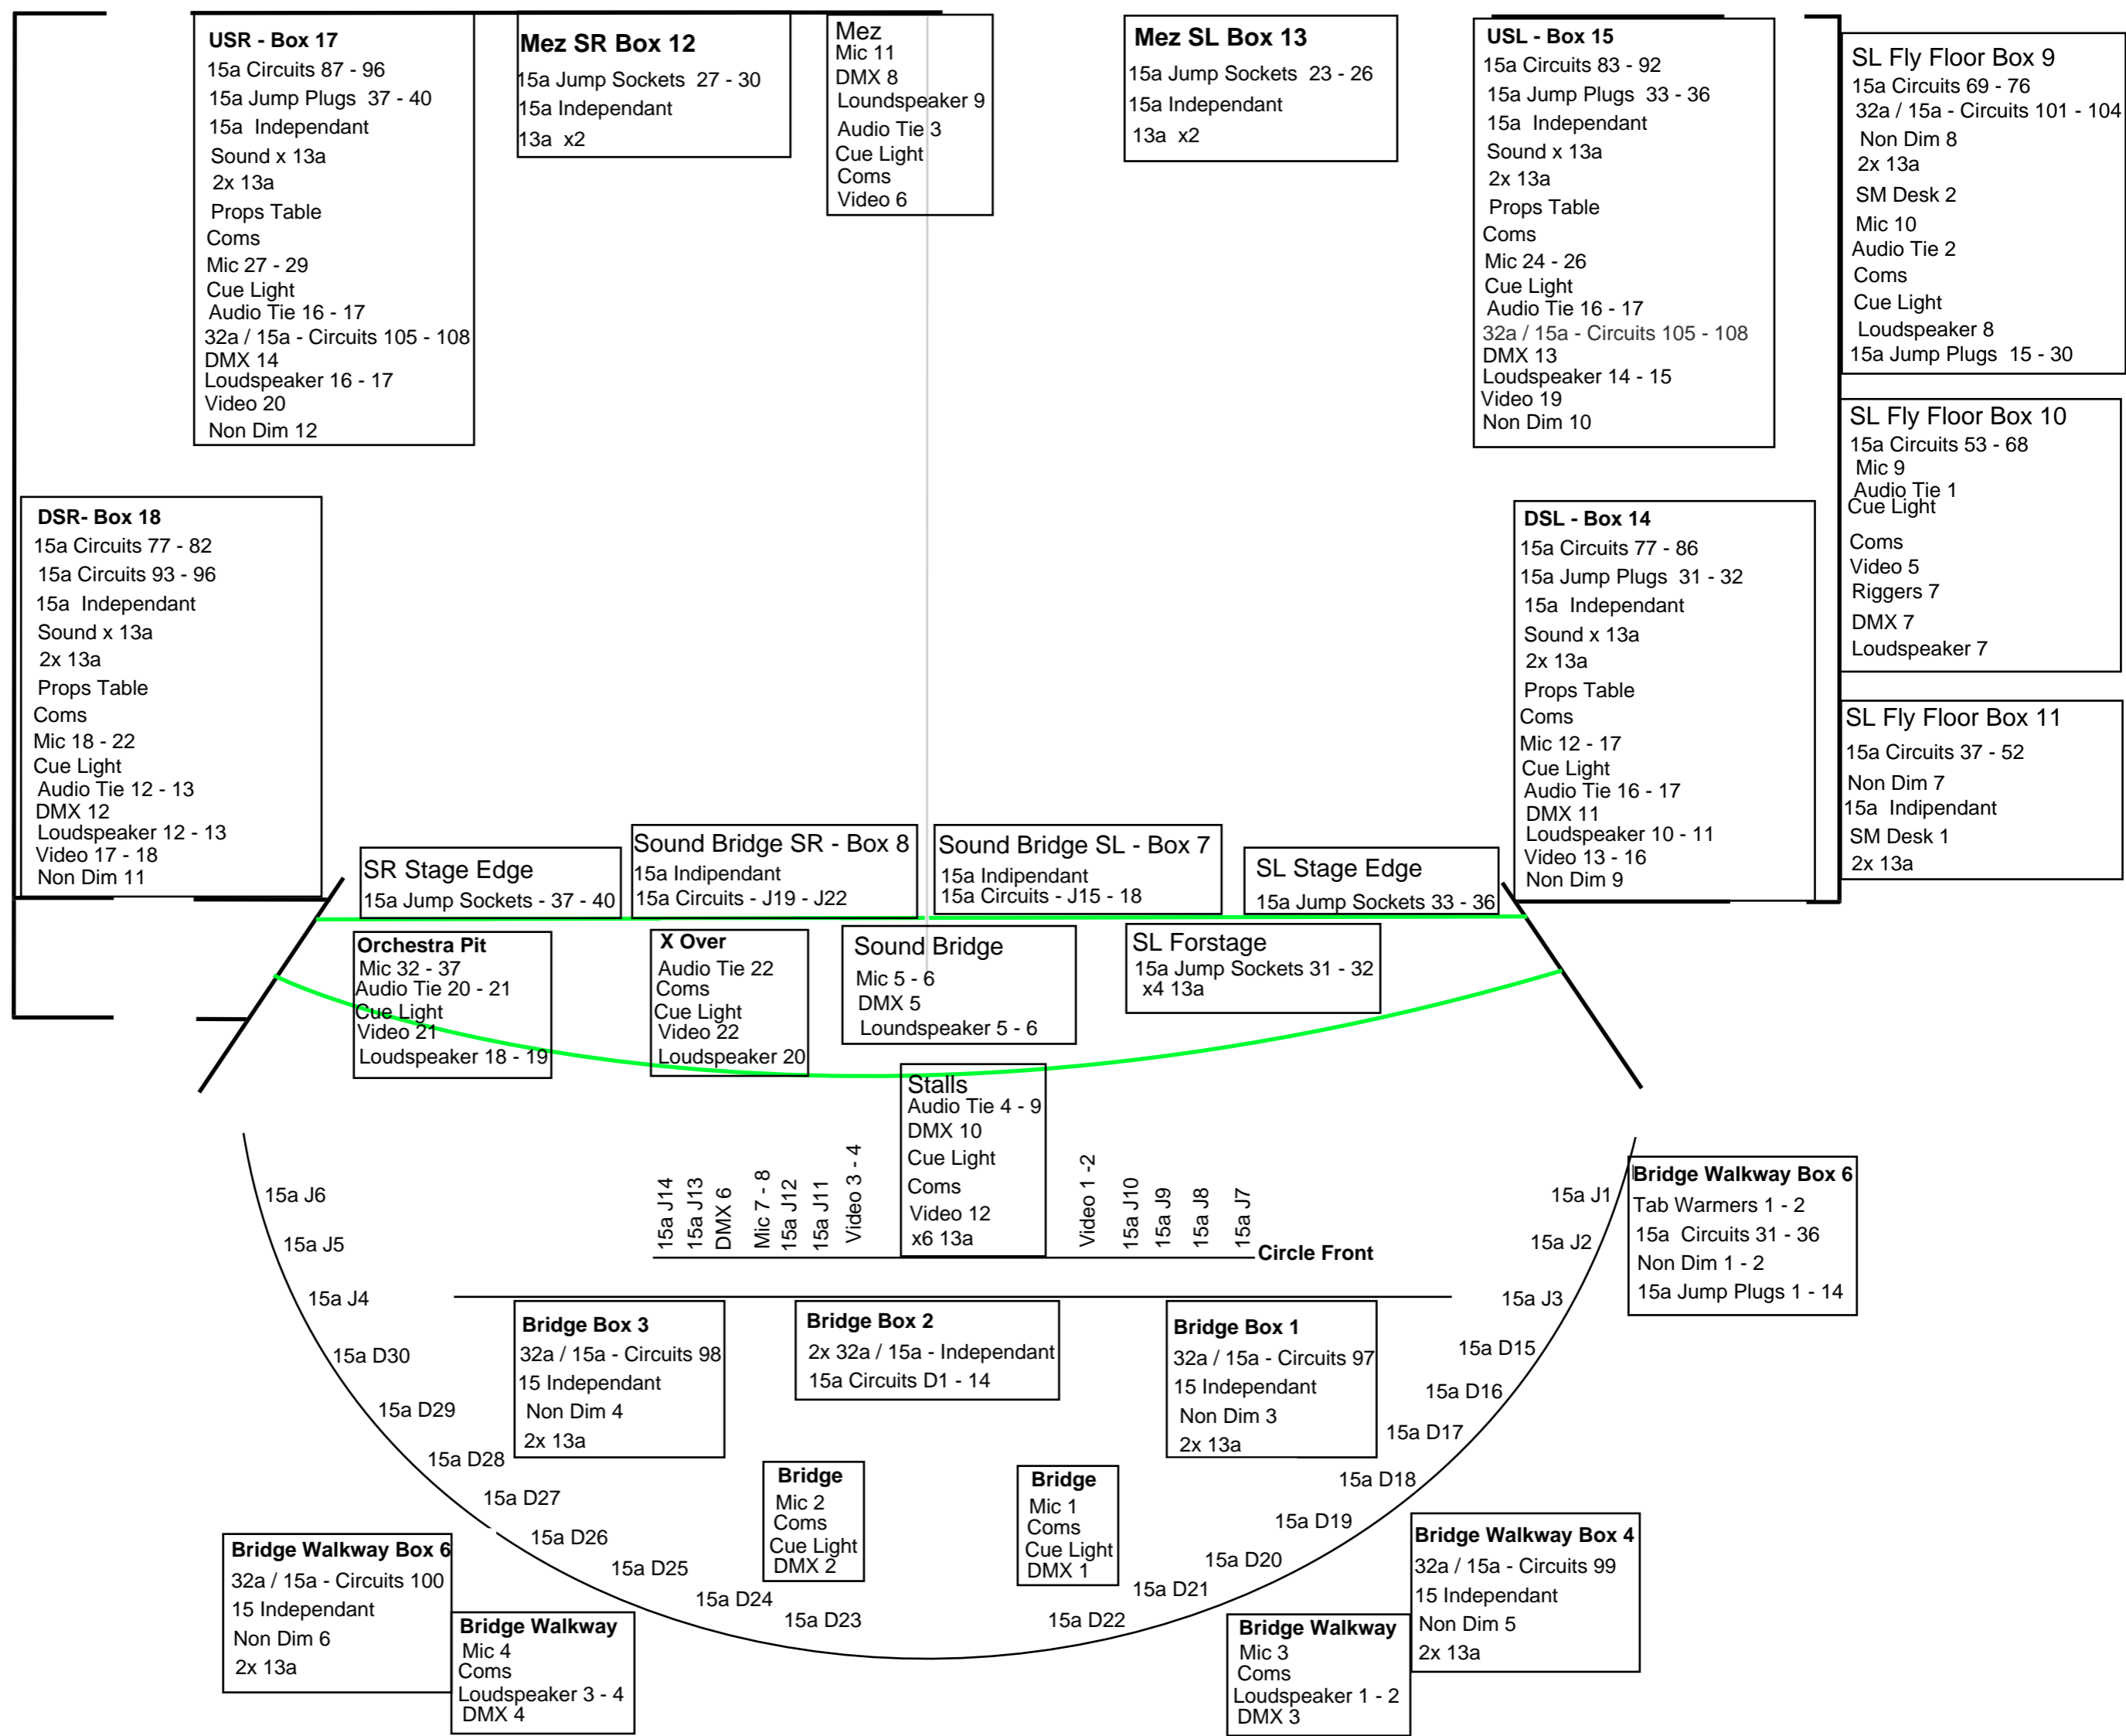 USR - Box 17
15a Circuits 87 - 96
15a Jump Plugs  37 - 40
15a  Independant
Sound x 13a
2x 13a
Props Table
Coms
Mic 27 - 29
Cue Light
Audio Tie 16 - 17
32a / 15a - Circuits 105 - 108
DMX 14
Loudspeaker 16 - 17
Video 20
Non Dim 12
Mez SR Box 12
15a Jump Sockets  27 - 30
15a Independant
13a  x2
Mez
Mic 11
DMX 8
Loundspeaker 9
Audio Tie 3
Cue Light
Coms
Video 6
Mez SL Box 13
15a Jump Sockets  23 - 26
15a Independant
13a  x2
USL - Box 15
15a Circuits 83 - 92
15a Jump Plugs  33 - 36
15a  Independant
Sound x 13a
2x 13a
Props Table
Coms
Mic 24 - 26
Cue Light
Audio Tie 16 - 17
32a / 15a - Circuits 105 - 108
DMX 13
Loudspeaker 14 - 15
Video 19
Non Dim 10
SL Fly Floor Box 9
15a Circuits 69 - 76
32a / 15a - Circuits 101 - 104
Non Dim 8
2x 13a
SM Desk 2
Mic 10
Audio Tie 2
Coms
Cue Light
Loudspeaker 8
15a Jump Plugs  15 - 30
SL Fly Floor Box 10
15a Circuits 53 - 68
Mic 9
Audio Tie 1
Cue Light
Coms
Video 5
Riggers 7
DMX 7
Loudspeaker 7
DSR- Box 18
15a Circuits 77 - 82
15a Circuits 93 - 96
15a  Independant
Sound x 13a
2x 13a
Props Table
Coms
Mic 18 - 22
Cue Light
Audio Tie 12 - 13
DMX 12
Loudspeaker 12 - 13
Video 17 - 18
Non Dim 11
DSL - Box 14
15a Circuits 77 - 86
15a Jump Plugs  31 - 32
15a  Independant
Sound x 13a
2x 13a
Props Table
Coms
Mic 12 - 17
Cue Light
Audio Tie 16 - 17
DMX 11
Loudspeaker 10 - 11
Video 13 - 16
Non Dim 9
SL Fly Floor Box 11
15a Circuits 37 - 52
Non Dim 7
15a  Indipendant
SM Desk 1
2x 13a
SR Stage Edge
15a Jump Sockets - 37 - 40
Sound Bridge SR - Box 8
15a Indipendant
15a Circuits - J19 - J22
Sound Bridge SL - Box 7
15a Indipendant
15a Circuits - J15 - 18
SL Stage Edge
15a Jump Sockets 33 - 36
Orchestra Pit
Mic 32 - 37
Audio Tie 20 - 21
Cue Light
Video 21
Loudspeaker 18 - 19
X Over
Audio Tie 22
Coms
Cue Light
Video 22
Loudspeaker 20
Sound Bridge
Mic 5 - 6
DMX 5
Loundspeaker 5 - 6
SL Forstage
15a Jump Sockets 31 - 32
x4 13a
Stalls
Audio Tie 4 - 9
DMX 10
Cue Light
Coms
Video 12
x6 13a
15a J14
15a J13
DMX 6
Mic 7 - 8
15a J12
15a J11
Video 3 - 4
Video 1 -2
15a J10
15a J9
15a J8
15a J7
Circle Front
15a J6
15a J5
15a J4
15a D30
15a D29
15a D28
15a D27
15a D26
15a D25
15a D24
15a D23
15a J1
15a J2
15a J3
15a D15
15a D16
15a D17
15a D18
15a D19
15a D20
15a D21
15a D22
Bridge Walkway Box 6
Tab Warmers 1 - 2
15a  Circuits 31 - 36
Non Dim 1 - 2
15a Jump Plugs 1 - 14
Bridge Box 3
32a / 15a - Circuits 98
15 Independant
Non Dim 4
2x 13a
Bridge Box 2
2x 32a / 15a - Independant
15a Circuits D1 - 14
Bridge Box 1
32a / 15a - Circuits 97
15 Independant
Non Dim 3
2x 13a
Bridge
Mic 2
Coms
Cue Light
DMX 2
Bridge
Mic 1
Coms
Cue Light
DMX 1
Bridge Walkway Box 6
32a / 15a - Circuits 100
15 Independant
Non Dim 6
2x 13a
Bridge Walkway
Mic 4
Coms
Loudspeaker 3 - 4
DMX 4
Bridge Walkway
Mic 3
Coms
Loudspeaker 1 - 2
DMX 3
Bridge Walkway Box 4
32a / 15a - Circuits 99
15 Independant
Non Dim 5
2x 13a